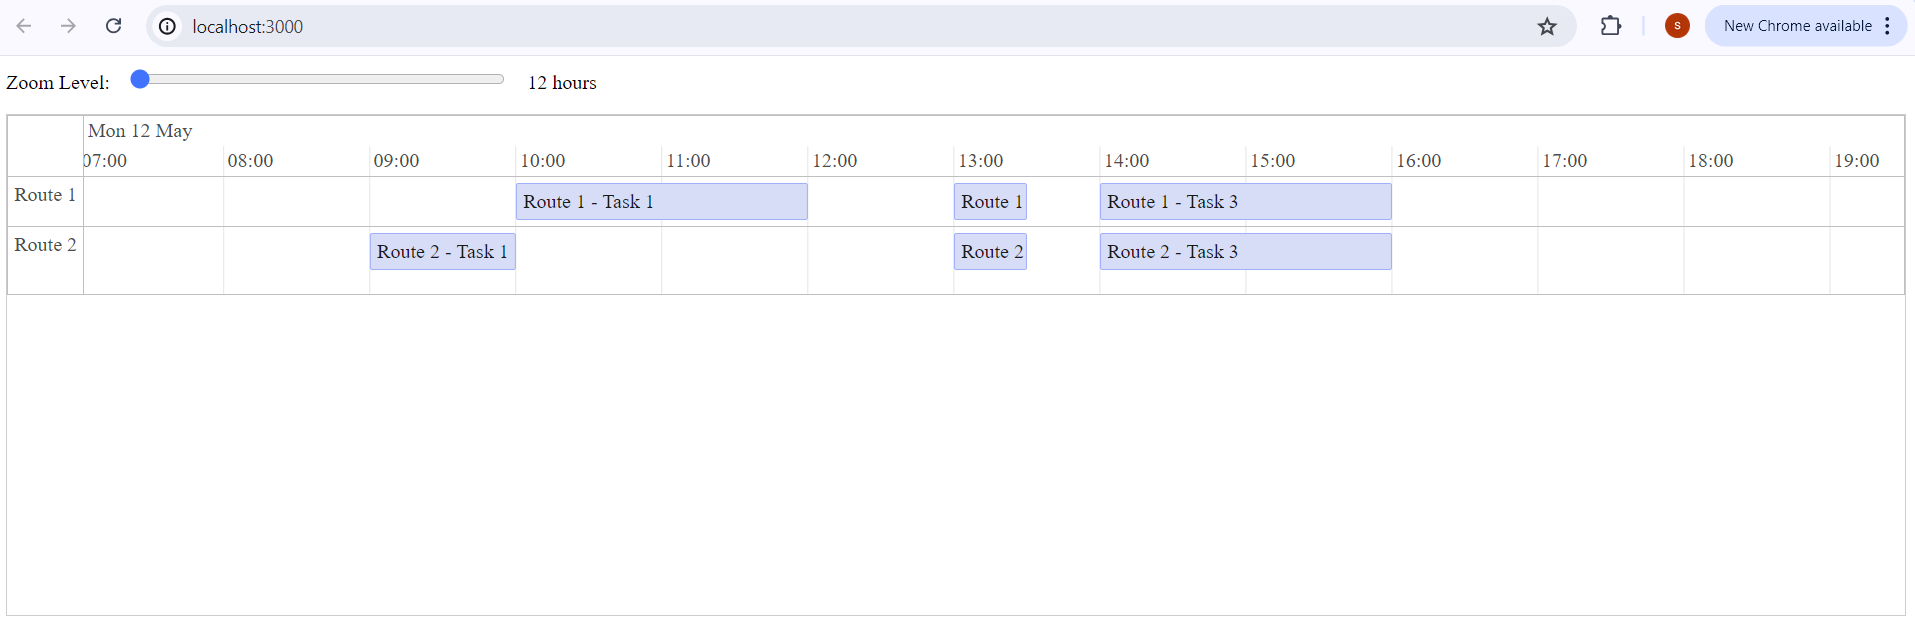 localhost:3000
S
New Chrome available
Zoom Level: 12 hours
Mon 12 May
07:00 08:00 09:00 10:00 11:00 12:00 13:00 14:00 15:00 16:00 17:00 18:00 19:00
Route 1 Route 1 - Task 1 Route 1 Route 1 - Task 3
Route 2 Route 2 - Task 1 Route 2 Route 2 - Task 3